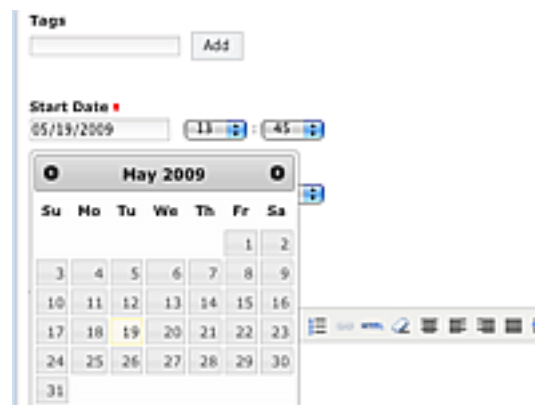 Tags
Add
Start Date
05/19/2009 13 : 45
May 2009
Su Mo Tu We Th Fr Sa
1 2
3 4 5 6 7 8 9
10 11 12 13 14 15 16
17 18 19 20 21 22 23
24 25 26 27 28 29 30
31